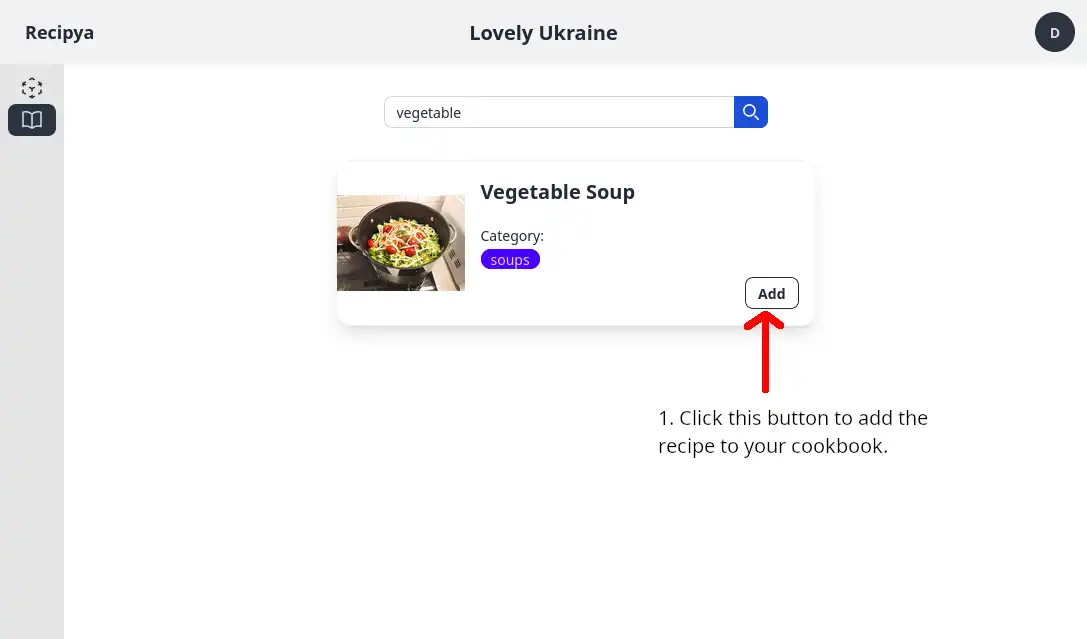 Recipya
Lovely Ukraine
D
vegetable
Vegetable Soup
Category:
soups
Add
1. Click this button to add the
recipe to your cookbook.